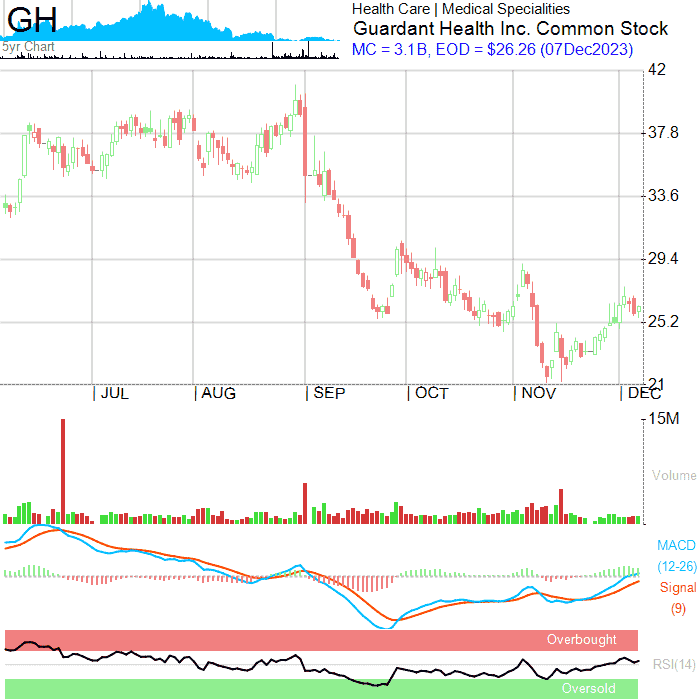 GH
5yr Chart
Health Care | Medical Specialities
Guardant Health Inc. Common Stock
MC = 3.1B, EOD = $26.26 (07Dec2023)
42
37.8
33.6
29.4
25.2
21
JUL AUG SEP OCT NOV DEC
15M
Volume
MACD
(12-26)
Signal
(9)
Overbought
RSI(14)
Oversold